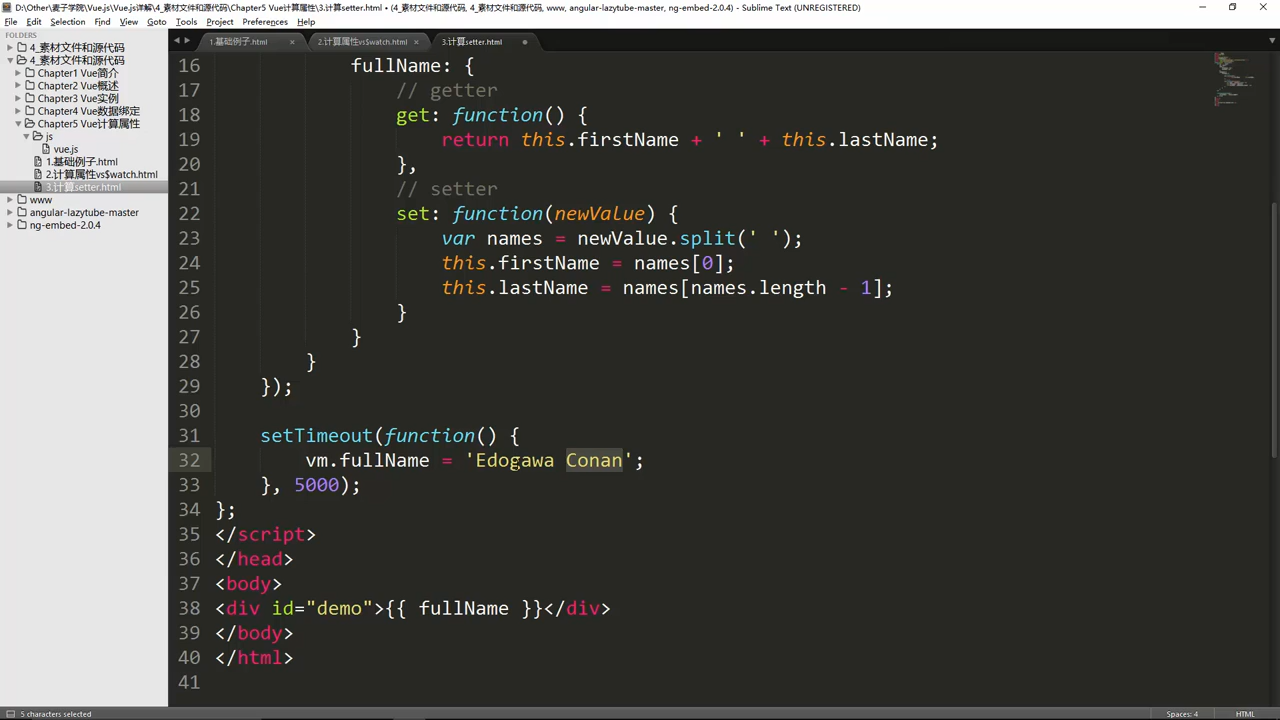 D:\Other\麦子学院\Vue.js\Vue.js详解\4_素材文件和源代码\Chapter5 Vue计算属性\3.计算setter.html • (4_素材文件和源代码, 4_素材文件和源代码, www, angular-lazytube-master, ng-embed-2.0.4) - Sublime Text (UNREGISTERED)
File Edit Selection Find View Goto Tools Project Preferences Help
FOLDERS
4_素材文件和源代码
4_素材文件和源代码
Chapter1 Vue简介
Chapter2 Vue概述
Chapter3 Vue实例
Chapter4 Vue数据绑定
Chapter5 Vue计算属性
js
vue.js
1.基础例子.html
2.计算属性vs$watch.html
3.计算setter.html
www
angular-lazytube-master
ng-embed-2.0.4
1.基础例子.html 2.计算属性vs$watch.html 3.计算setter.html
16 fullName: {
17 // getter
18 get: function() {
19 return this.firstName + ' ' + this.lastName;
20 },
21 // setter
22 set: function(newValue) {
23 var names = newValue.split(' ');
24 this.firstName = names[0];
25 this.lastName = names[names.length - 1];
26 }
27 }
28 }
29 });
30
31 setTimeout(function() {
32 vm.fullName = 'Edogawa Conan';
33 }, 5000);
34 };
35 </script>
36 </head>
37 <body>
38 <div id="demo">{{ fullName }}</div>
39 </body>
40 </html>
41
5 characters selected Spaces: 4 HTML